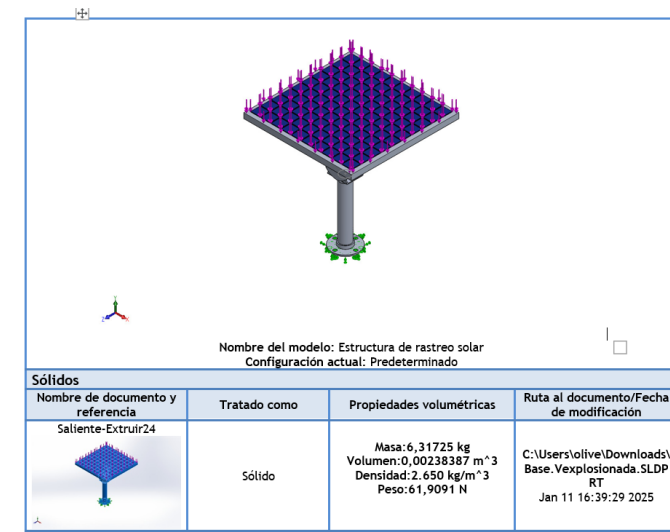 Nombre del modelo: Estructura de rastreo solar
Configuración actual: Predeterminado
Sólidos
Nombre de documento y
referencia
Tratado como
Propiedades volumétricas
Ruta al documento/Fecha
de modificación
Saliente-Extruir24
Sólido
Masa:6,31725 kg
Volumen:0,00238387 m^3
Densidad:2.650 kg/m^3
Peso:61,9091 N
C:\Users\olive\Downloads\
Base.Vexplosionada.SLDP
RT
Jan 11 16:39:29 2025